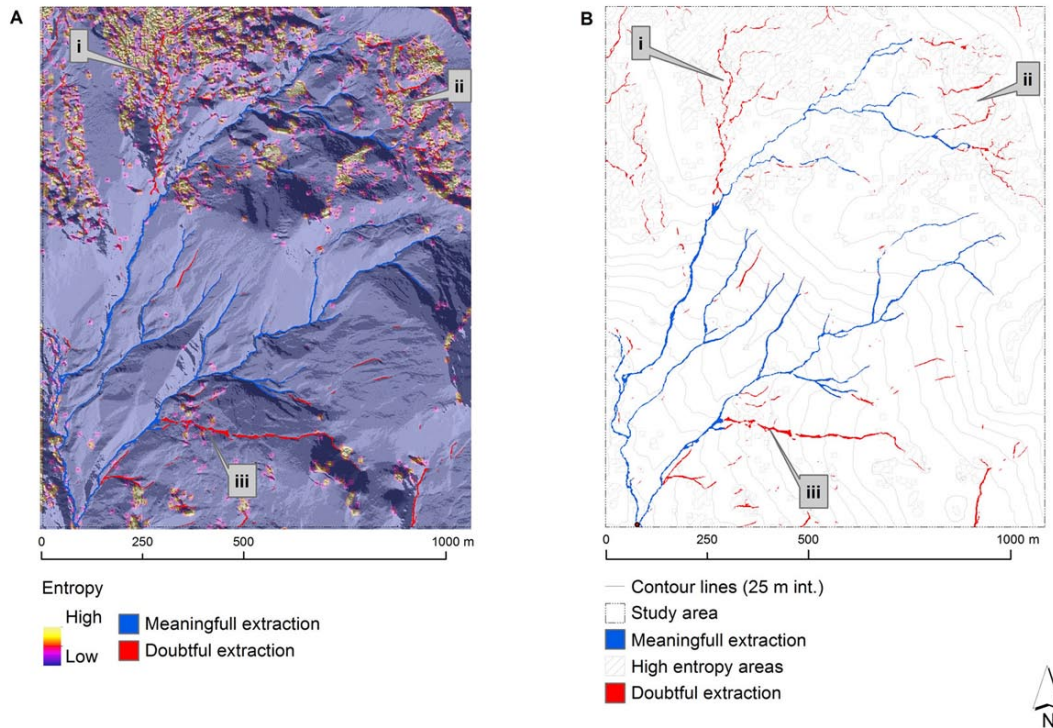 A
B
i
ii
iii
i
ii
iii
0 250 500 1000 m
0 250 500 1000 m
Entropy
High
Low
Meaningfull extraction
Doubtful extraction
Contour lines (25 m int.)
Study area
Meaningfull extraction
High entropy areas
Doubtful extraction
N